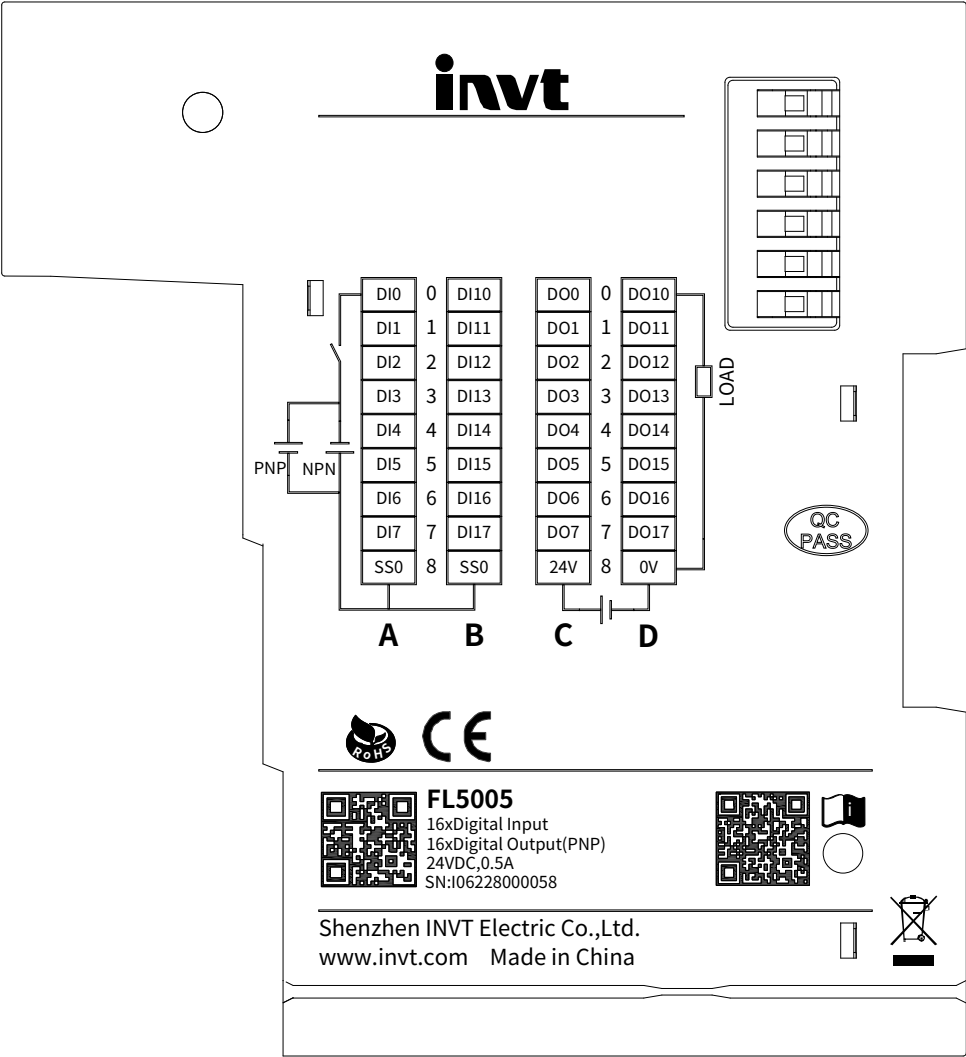 invt
DI0 0 DI10 DO0 0 DO10
DI1 1 DI11 DO1 1 DO11
DI2 2 DI12 DO2 2 DO12
DI3 3 DI13 DO3 3 DO13
DI4 4 DI14 DO4 4 DO14
DI5 5 DI15 DO5 5 DO15
DI6 6 DI16 DO6 6 DO16
DI7 7 DI17 DO7 7 DO17
SS0 8 SS0 24V 8 0V
PNP NPN
LOAD
A B C D
QC
PASS
RoHS
CE
FL5005
16xDigital Input
16xDigital Output(PNP)
24VDC,0.5A
SN:I06228000058
Shenzhen INVT Electric Co.,Ltd.
www.invt.com Made in China